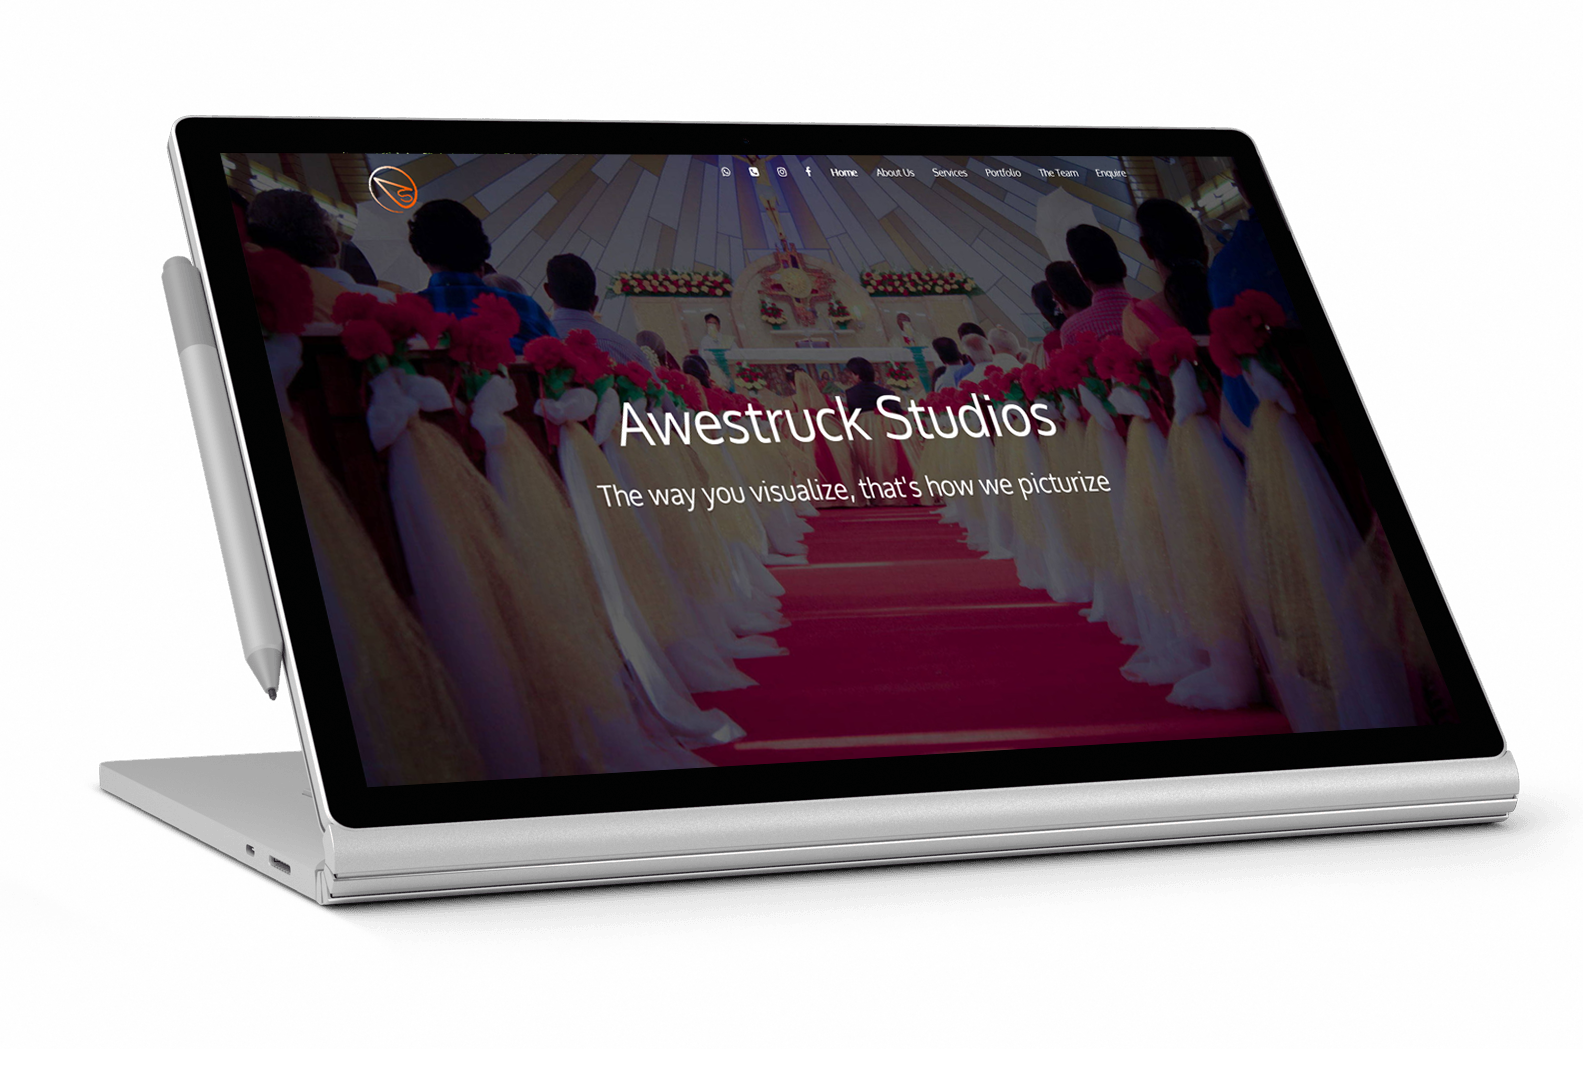 Home About Us Services Portfolio The Team Enquire
Awestruck Studios
The way you visualize, that's how we picturize